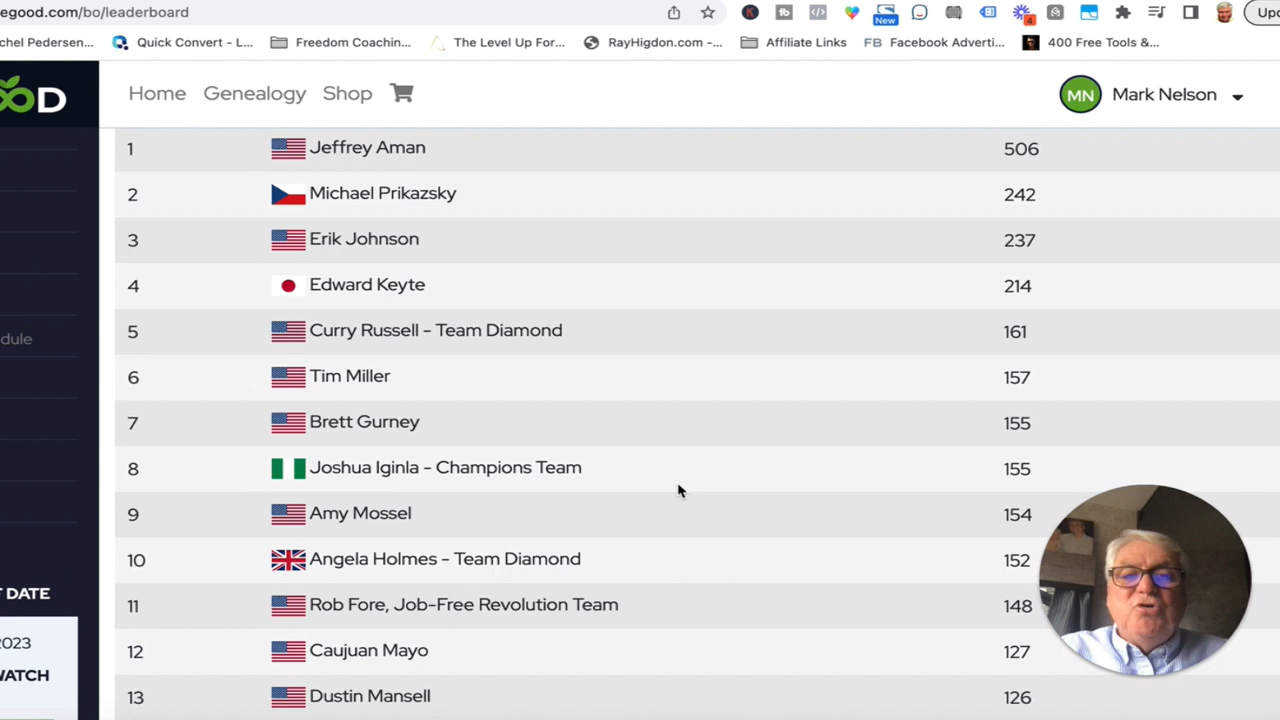 egood.com/bo/leaderboard
New
4
chel Pedersen...
Quick Convert - L...
Freedom Coachin...
The Level Up For...
RayHigdon.com -...
Affiliate Links
FB Facebook Adverti...
400 Free Tools &...
OOD
Home Genealogy Shop
MN Mark Nelson
1 Jeffrey Aman 506
2 Michael Prikazsky 242
3 Erik Johnson 237
4 Edward Keyte 214
5 Curry Russell - Team Diamond 161
6 Tim Miller 157
7 Brett Gurney 155
8 Joshua Iginla - Champions Team 155
9 Amy Mossel 154
10 Angela Holmes - Team Diamond 152
11 Rob Fore, Job-Free Revolution Team 148
12 Caujuan Mayo 127
13 Dustin Mansell 126
dule
DATE
2023
WATCH